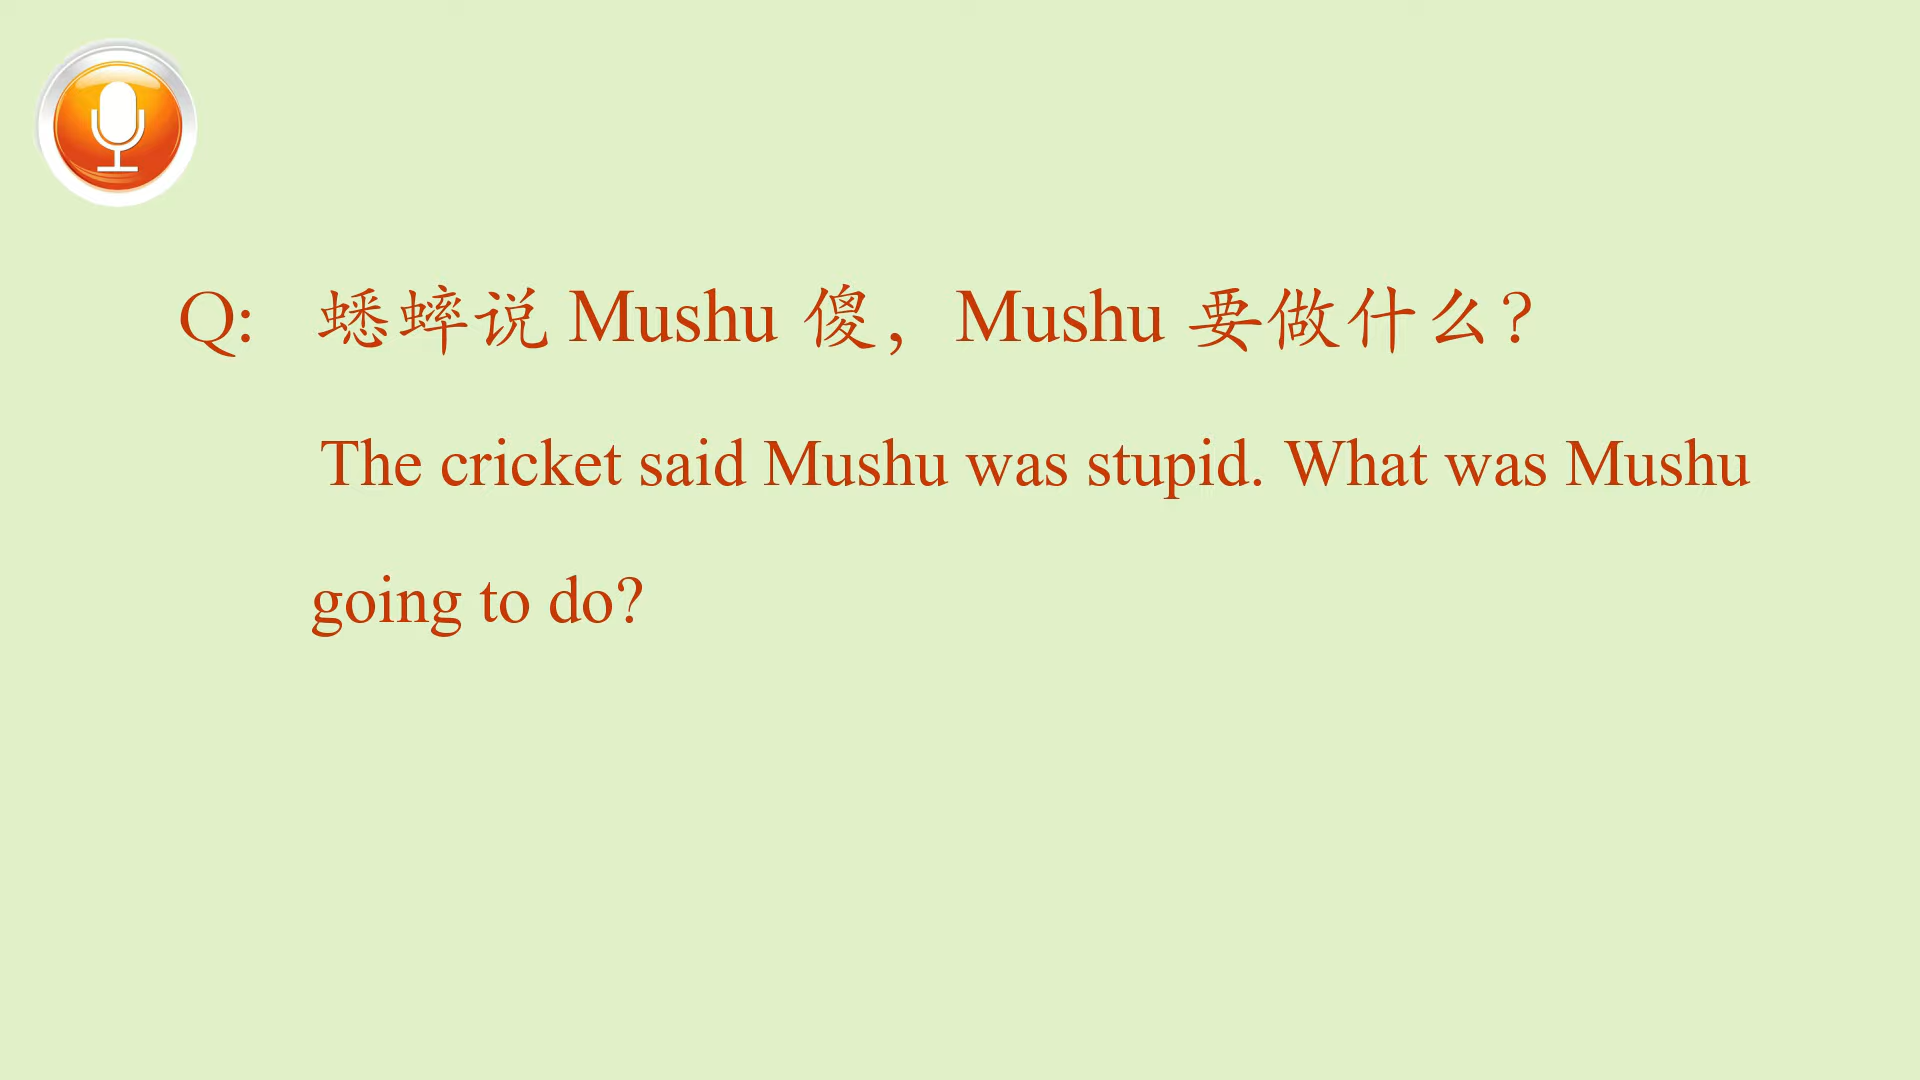 Q: 蟋蟀说 Mushu 傻，Mushu 要做什么？
The cricket said Mushu was stupid. What was Mushu
going to do?